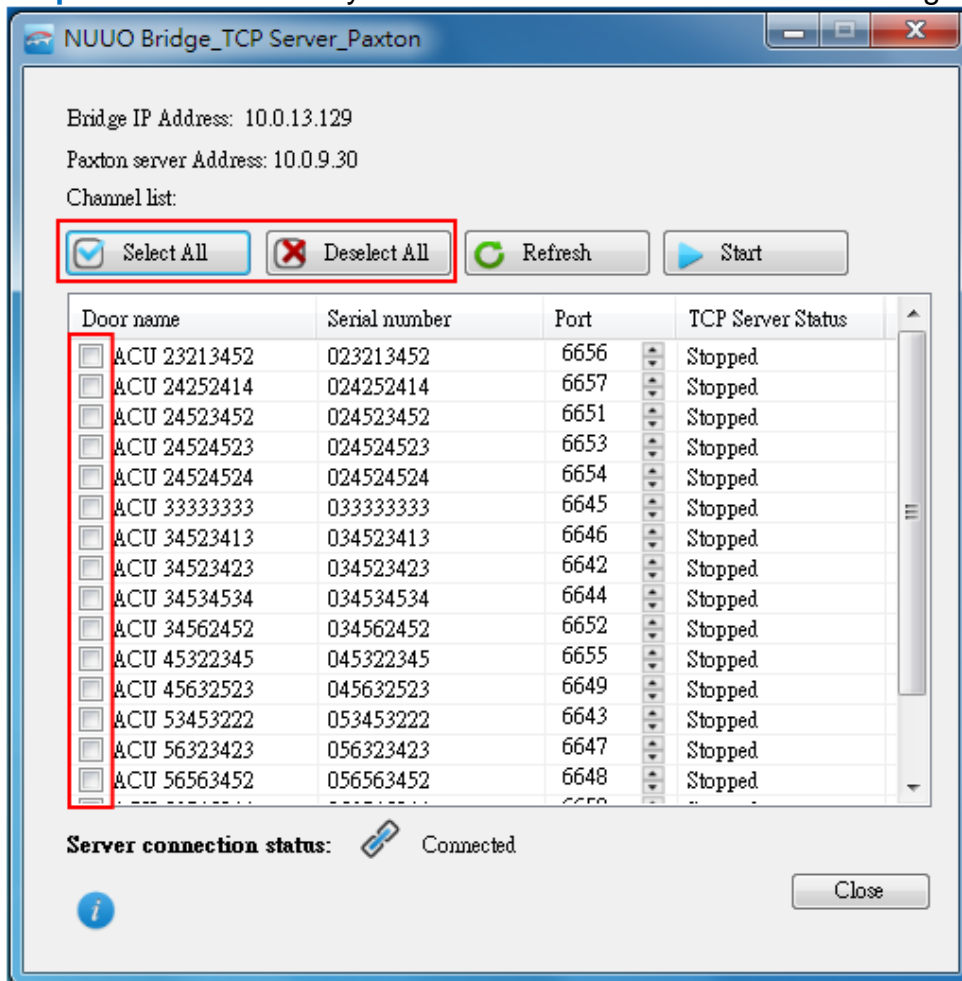 NUUO Bridge_TCP Server_Paxton
Bridge IP Address: 10.0.13.129
Paxton server Address: 10.0.9.30
Channel list:
Select All Deselect All Refresh Start
Door name Serial number Port TCP Server Status
ACU 23213452 023213452 6656 Stopped
ACU 24252414 024252414 6657 Stopped
ACU 24523452 024523452 6651 Stopped
ACU 24524523 024524523 6653 Stopped
ACU 24524524 024524524 6654 Stopped
ACU 33333333 033333333 6645 Stopped
ACU 34523413 034523413 6646 Stopped
ACU 34523423 034523423 6642 Stopped
ACU 34534534 034534534 6644 Stopped
ACU 34562452 034562452 6652 Stopped
ACU 45322345 045322345 6655 Stopped
ACU 45632523 045632523 6649 Stopped
ACU 53453222 053453222 6643 Stopped
ACU 56323423 056323423 6647 Stopped
ACU 56563452 056563452 6648 Stopped
Server connection status: Connected
Close